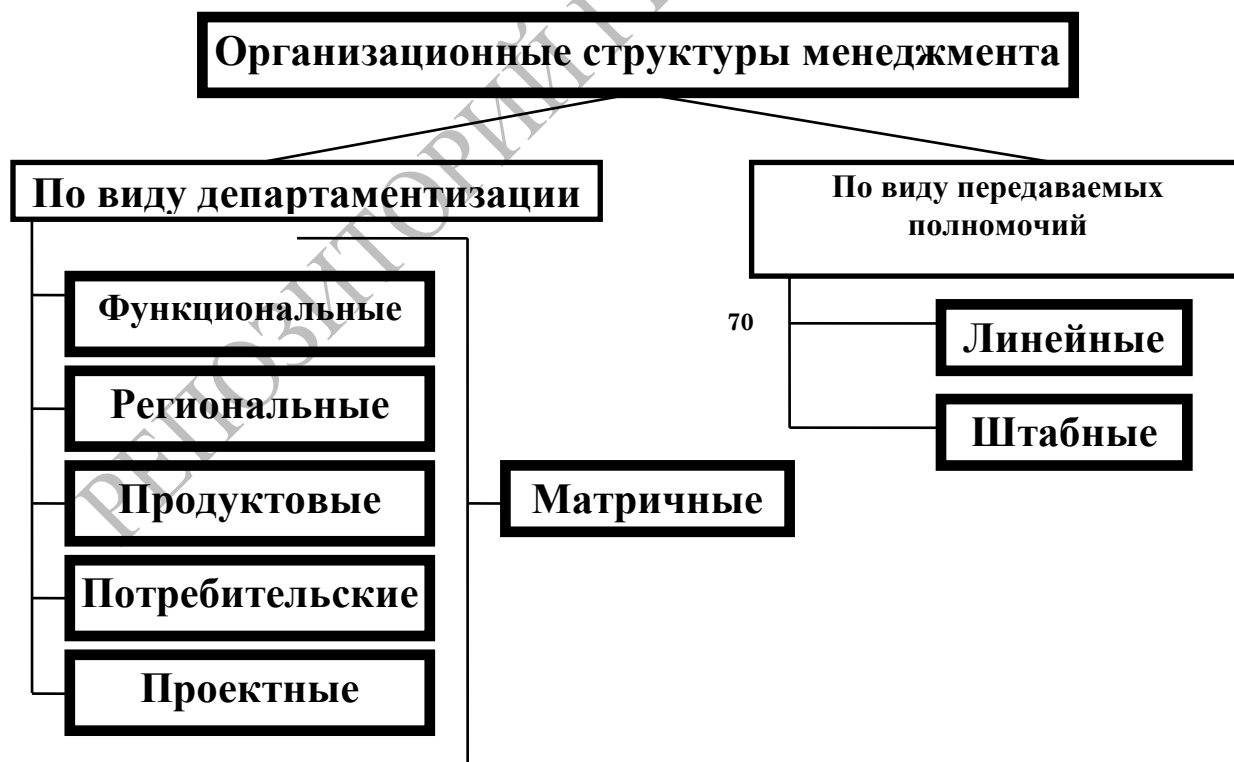 Организационные структуры менеджмента
По виду департаментизации
По виду передаваемых
полномочий
Функциональные
70
Линейные
Региональные
Штабные
Продуктовые
Матричные
Потребительские
Проектные
РЕПОЗИТОРИЙ Г